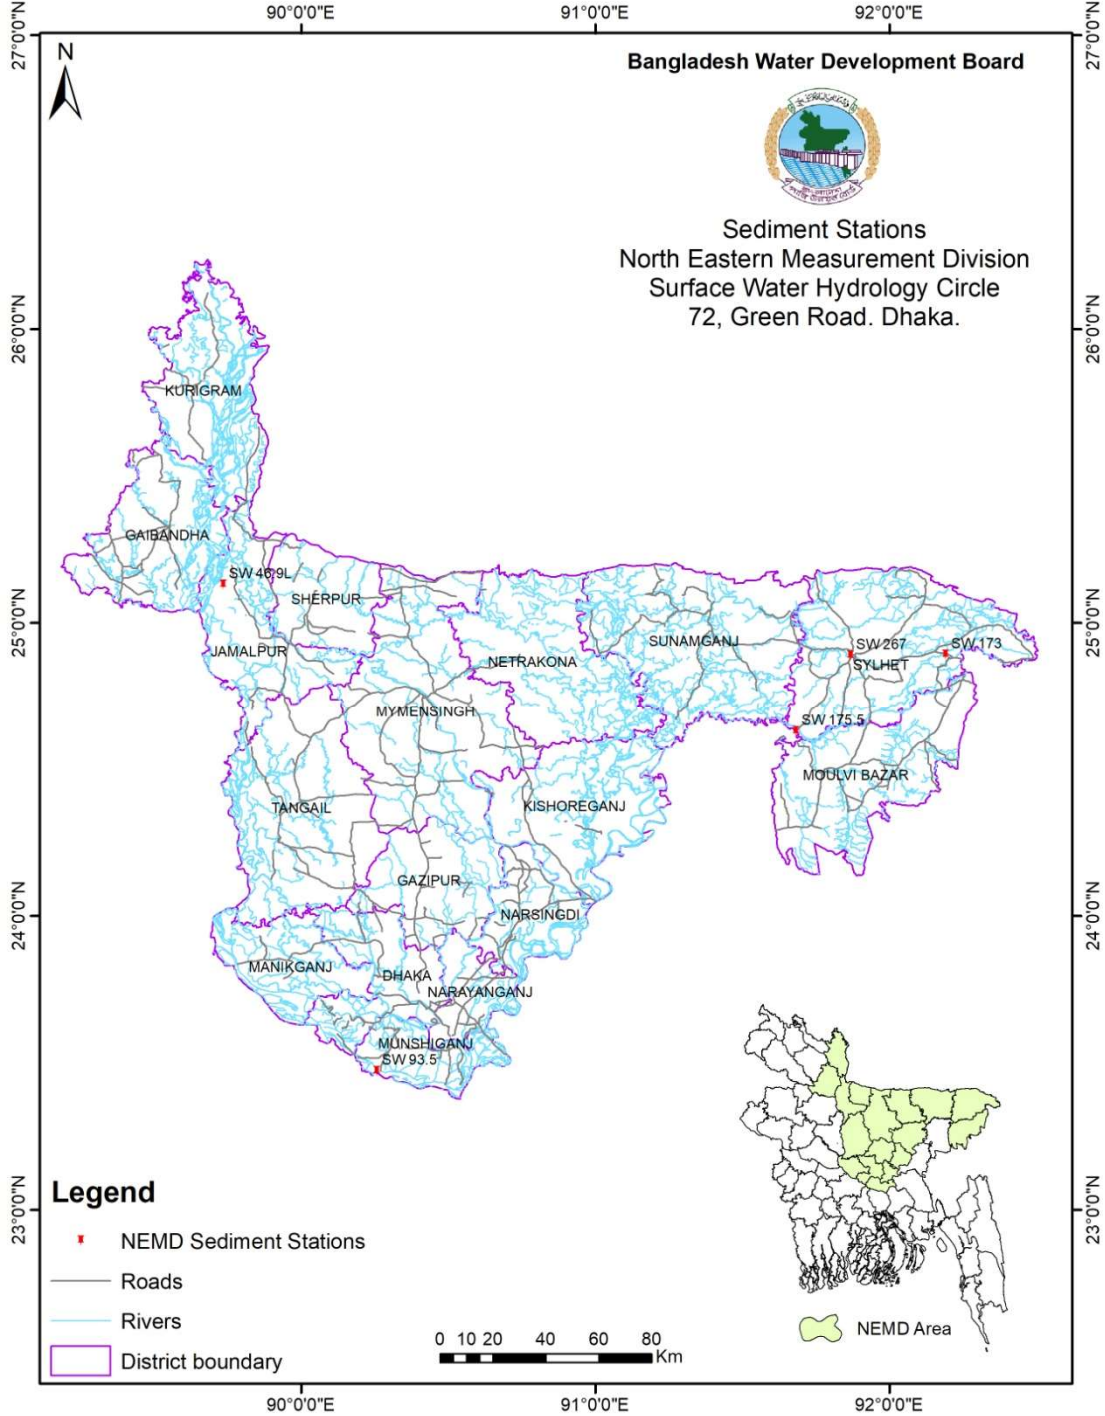 90°0'0"E 91°0'0"E 92°0'0"E
27°0'0"N 27°0'0"N
N
Bangladesh Water Development Board
Sediment Stations
North Eastern Measurement Division
Surface Water Hydrology Circle
72, Green Road. Dhaka.
26°0'0"N 26°0'0"N
KURIGRAM
GAIBANDHA
SW 46.9L
SHERPUR
25°0'0"N 25°0'0"N
JAMALPUR
NETRAKONA
SUNAMGANJ
SW 267
SW 173
SYLHET
MYMENSINGH
SW 175.5
MOULVI BAZAR
TANGAIL
KISHOREGANJ
GAZIPUR
NARSINGDI
24°0'0"N 24°0'0"N
MANIKGANJ
DHAKA
NARAYANGANJ
MUNSHIGANJ
SW 93.5
23°0'0"N 23°0'0"N
Legend
NEMD Sediment Stations
Roads
Rivers
District boundary
0 10 20 40 60 80
Km
NEMD Area
90°0'0"E 91°0'0"E 92°0'0"E